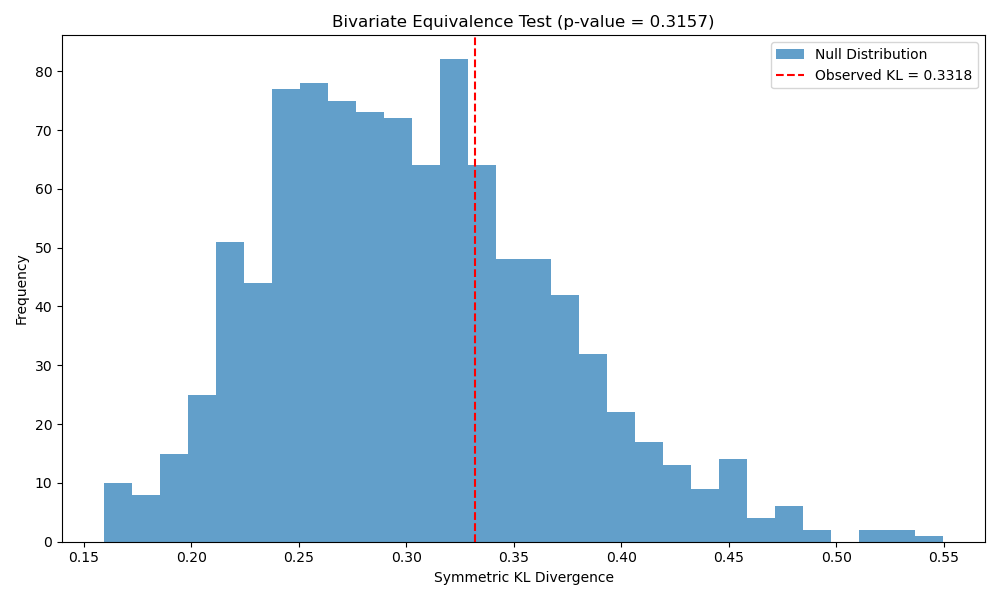 Bivariate Equivalence Test (p-value = 0.3157)
Null Distribution
Observed KL = 0.3318
Frequency
80
70
60
50
40
30
20
10
0
0.15 0.20 0.25 0.30 0.35 0.40 0.45 0.50 0.55
Symmetric KL Divergence